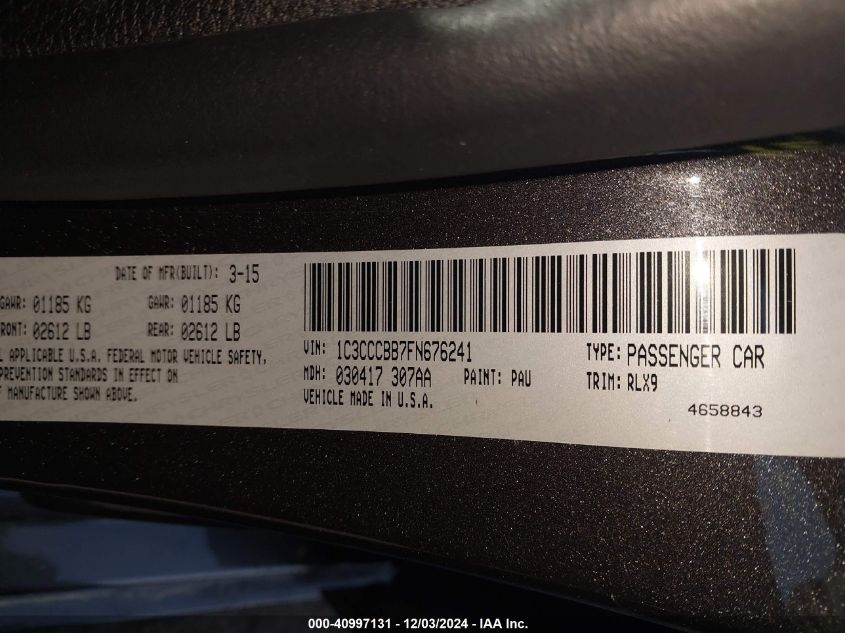 DATE OF MFR(BUILT): 3-15
GAWR: 01185 KG GAWR: 01185 KG
RONT: 02612 LB REAR: 02612 LB
L APPLICABLE U.S.A. FEDERAL MOTOR VEHICLE SAFETY,
PREVENTION STANDARDS IN EFFECT ON
F MANUFACTURE SHOWN ABOVE.
VIN: 1C3CCCBB7FN676241 TYPE: PASSENGER CAR
MDH: 030417 307AA PAINT: PAU TRIM: RLX9
VEHICLE MADE IN U.S.A.
4658843
000-40997131 - 12/03/2024 - IAA Inc.